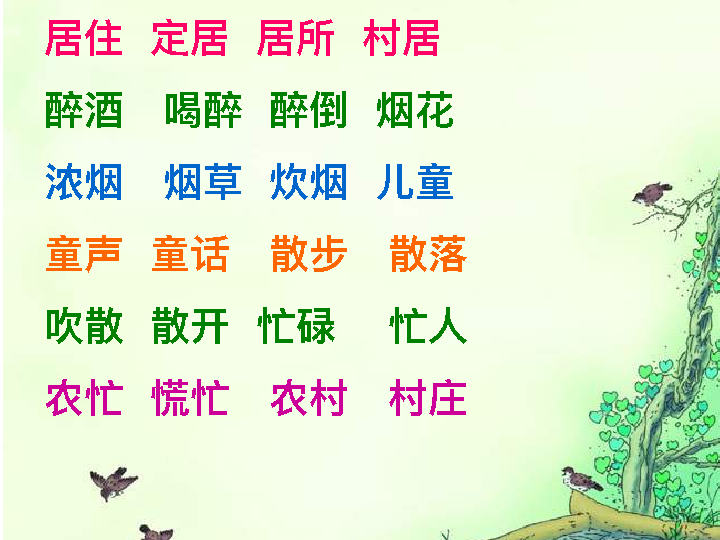 居住 定居 居所 村居
醉酒 喝醉 醉倒 烟花
浓烟 烟草 炊烟 儿童
童声 童话 散步 散落
吹散 散开 忙碌 忙人
农忙 慌忙 农村 村庄